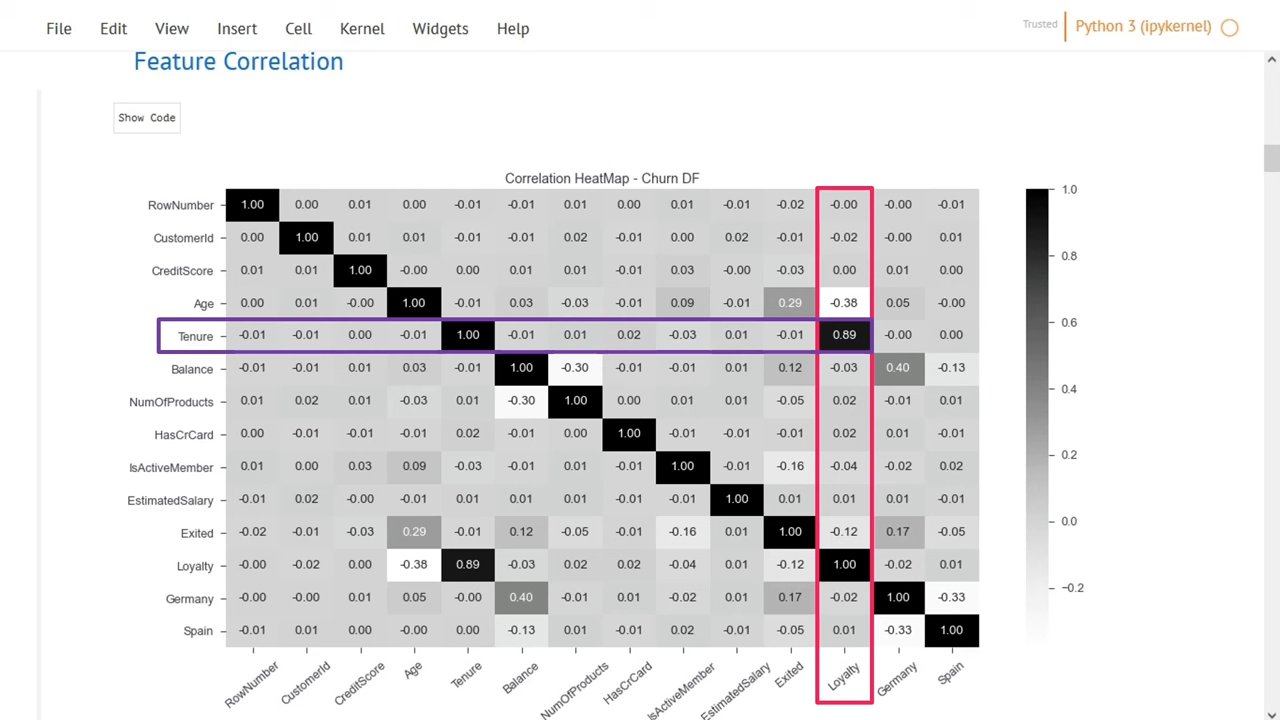 File Edit View Insert Cell Kernel Widgets Help Trusted Python 3 (ipykernel)
Feature Correlation
Show Code
Correlation HeatMap - Churn DF
RowNumber 1.00 0.00 0.01 0.00 -0.01 -0.01 0.01 0.00 0.01 -0.01 -0.02 -0.00 -0.00 -0.01 1.0
CustomerId 0.00 1.00 0.01 0.01 -0.01 -0.01 0.02 -0.01 0.00 0.02 -0.01 -0.02 -0.00 0.01 0.8
CreditScore 0.01 0.01 1.00 -0.00 0.00 0.01 0.01 -0.01 0.03 -0.00 -0.03 0.00 0.01 0.00
Age 0.00 0.01 -0.00 1.00 -0.01 0.03 -0.03 -0.01 0.09 -0.01 0.29 -0.38 0.05 -0.00 0.6
Tenure -0.01 -0.01 0.00 -0.01 1.00 -0.01 0.01 0.02 -0.03 0.01 -0.01 0.89 -0.00 0.00
Balance -0.01 -0.01 0.01 0.03 -0.01 1.00 -0.30 -0.01 -0.01 0.01 0.12 -0.03 0.40 -0.13 0.4
NumOfProducts 0.01 0.02 0.01 -0.03 0.01 -0.30 1.00 0.00 0.01 0.01 -0.05 0.02 -0.01 0.01
HasCrCard 0.00 -0.01 -0.01 -0.01 0.02 -0.01 0.00 1.00 -0.01 -0.01 -0.01 0.02 0.01 -0.01
IsActiveMember 0.01 0.00 0.03 0.09 -0.03 -0.01 0.01 -0.01 1.00 -0.01 -0.16 -0.04 -0.02 0.02 0.2
EstimatedSalary -0.01 0.02 -0.00 -0.01 0.01 0.01 0.01 -0.01 -0.01 1.00 0.01 0.01 0.01 -0.01
Exited -0.02 -0.01 -0.03 0.29 -0.01 0.12 -0.05 -0.01 -0.16 0.01 1.00 -0.12 0.17 -0.05 0.0
Loyalty -0.00 -0.02 0.00 -0.38 0.89 -0.03 0.02 0.02 -0.04 0.01 -0.12 1.00 -0.02 0.01
Germany -0.00 -0.00 0.01 0.05 -0.00 0.40 -0.01 0.01 -0.02 0.01 0.17 -0.02 1.00 -0.33 -0.2
Spain -0.01 0.01 0.00 -0.00 0.00 -0.13 0.01 -0.01 0.02 -0.01 -0.05 0.01 -0.33 1.00
RowNumber CustomerId CreditScore Age Tenure Balance NumOfProducts HasCrCard IsActiveMember EstimatedSalary Exited Loyalty Germany Spain